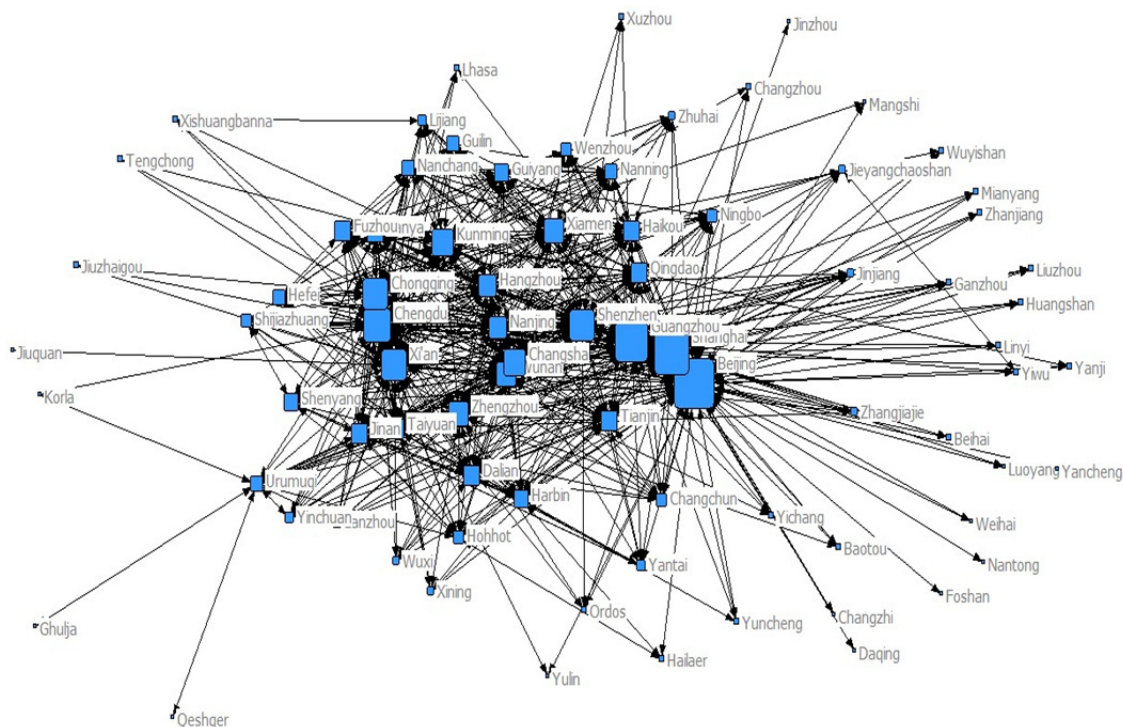 Xuzhou
Jinzhou
Lhasa
Changzhou
Mangshi
Xishuangbanna
Lijiang
Zhuhai
Guilin
Wenzhou
Wuyishan
Tengchong
Nanchang
Guiyang
Nanning
Jieyangchaoshan
Mianyang
Zhanjiang
Ningbo
Fuzhou
Kunming
Xiamen
Haikou
Jiuzhaigou
Chongqing
Hangzhou
Qingdao
Jinjiang
Ganzhou
Liuzhou
Hefei
Huangshan
Shijiazhuang
Chengdu
Nanjing
Shenzhen
Guangzhou
Shanghai
Linyi
Jiuquan
Xi'an
Changsha
Beijing
Yiwu
Yanji
Korla
Shenyang
Zhengzhou
Tianjin
Zhangjiajie
Jinan
Taiyuan
Beihai
Urumuqi
Dalian
Luoyang
Yancheng
Harbin
Changchun
Yinchuan
Yichang
Weihai
Hohhot
Baotou
Wuxi
Yantai
Nantong
Xining
Foshan
Ordos
Yuncheng
Changzhi
Ghulja
Daqing
Hailaer
Yulin
Qeshqer